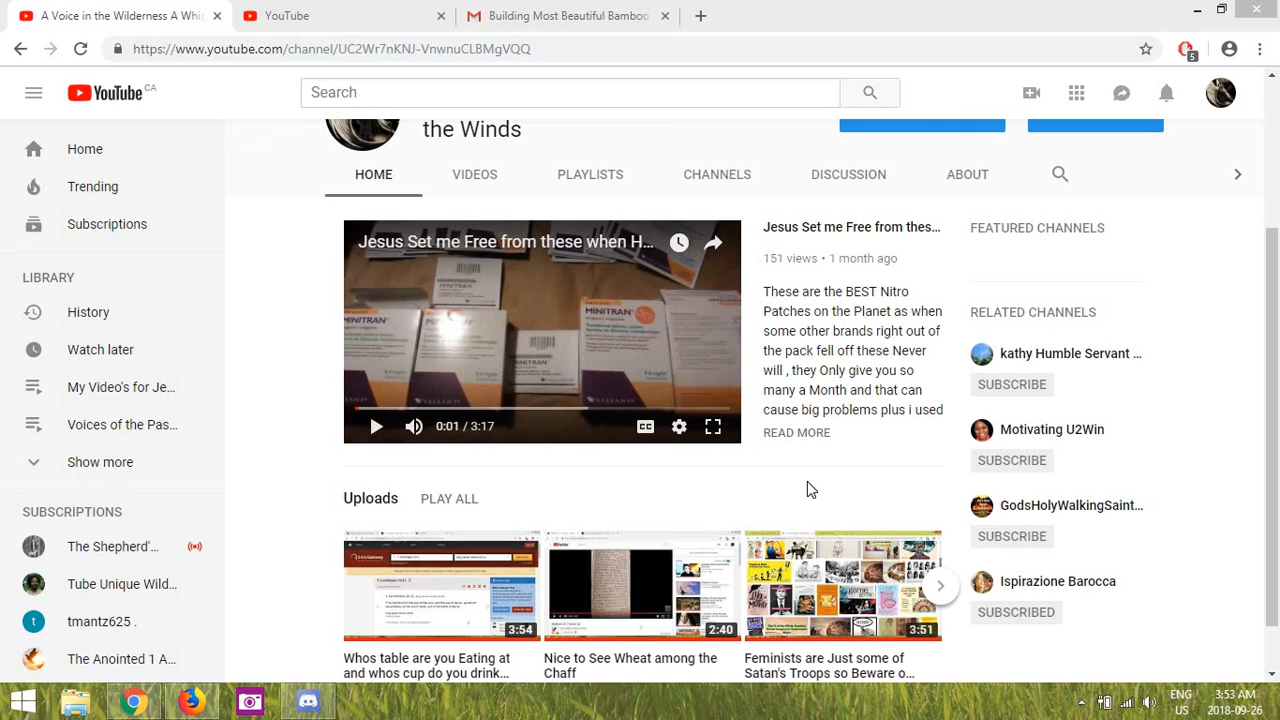 A Voice in the Wilderness A Whis
YouTube
Building Most Beautiful Bamboo
https://www.youtube.com/channel/UC2Wr7nKNJ-VnwnuCLBMgVQQ
5
YouTube CA
Search
the Winds
Home
Trending
Subscriptions
LIBRARY
History
Watch later
My Video's for Je...
Voices of the Pas...
Show more
SUBSCRIPTIONS
The Shepherd ...
Tube Unique Wild...
t
tmantz625..
The Anointed 1 A...
HOME
VIDEOS
PLAYLISTS
CHANNELS
DISCUSSION
ABOUT
Jesus Set me Free from these when H...
MINITRAN
MINITRAN
MINITRAN
VALEANT
0:01 / 3:17
CC
Jesus Set me Free from thes...
151 views • 1 month ago
These are the BEST Nitro
Patches on the Planet as when
some other brands right out of
the pack fell off these Never
will , they Only give you so
many a Month and that can
cause big problems plus i used
READ MORE
Uploads
PLAY ALL
3:54
2:40
3:51
Whos table are you Eating at
and whos cup do you drink...
Nice to See Wheat among the
Chaff
Feminists are Just some of
Satan's Troops so Beware o...
FEATURED CHANNELS
RELATED CHANNELS
kathy Humble Servant ...
SUBSCRIBE
Motivating U2Win
SUBSCRIBE
GodsHolyWalkingSaint...
SUBSCRIBE
Ispirazione Barocca
SUBSCRIBED
ENG
US
3:53 AM
2018-09-26